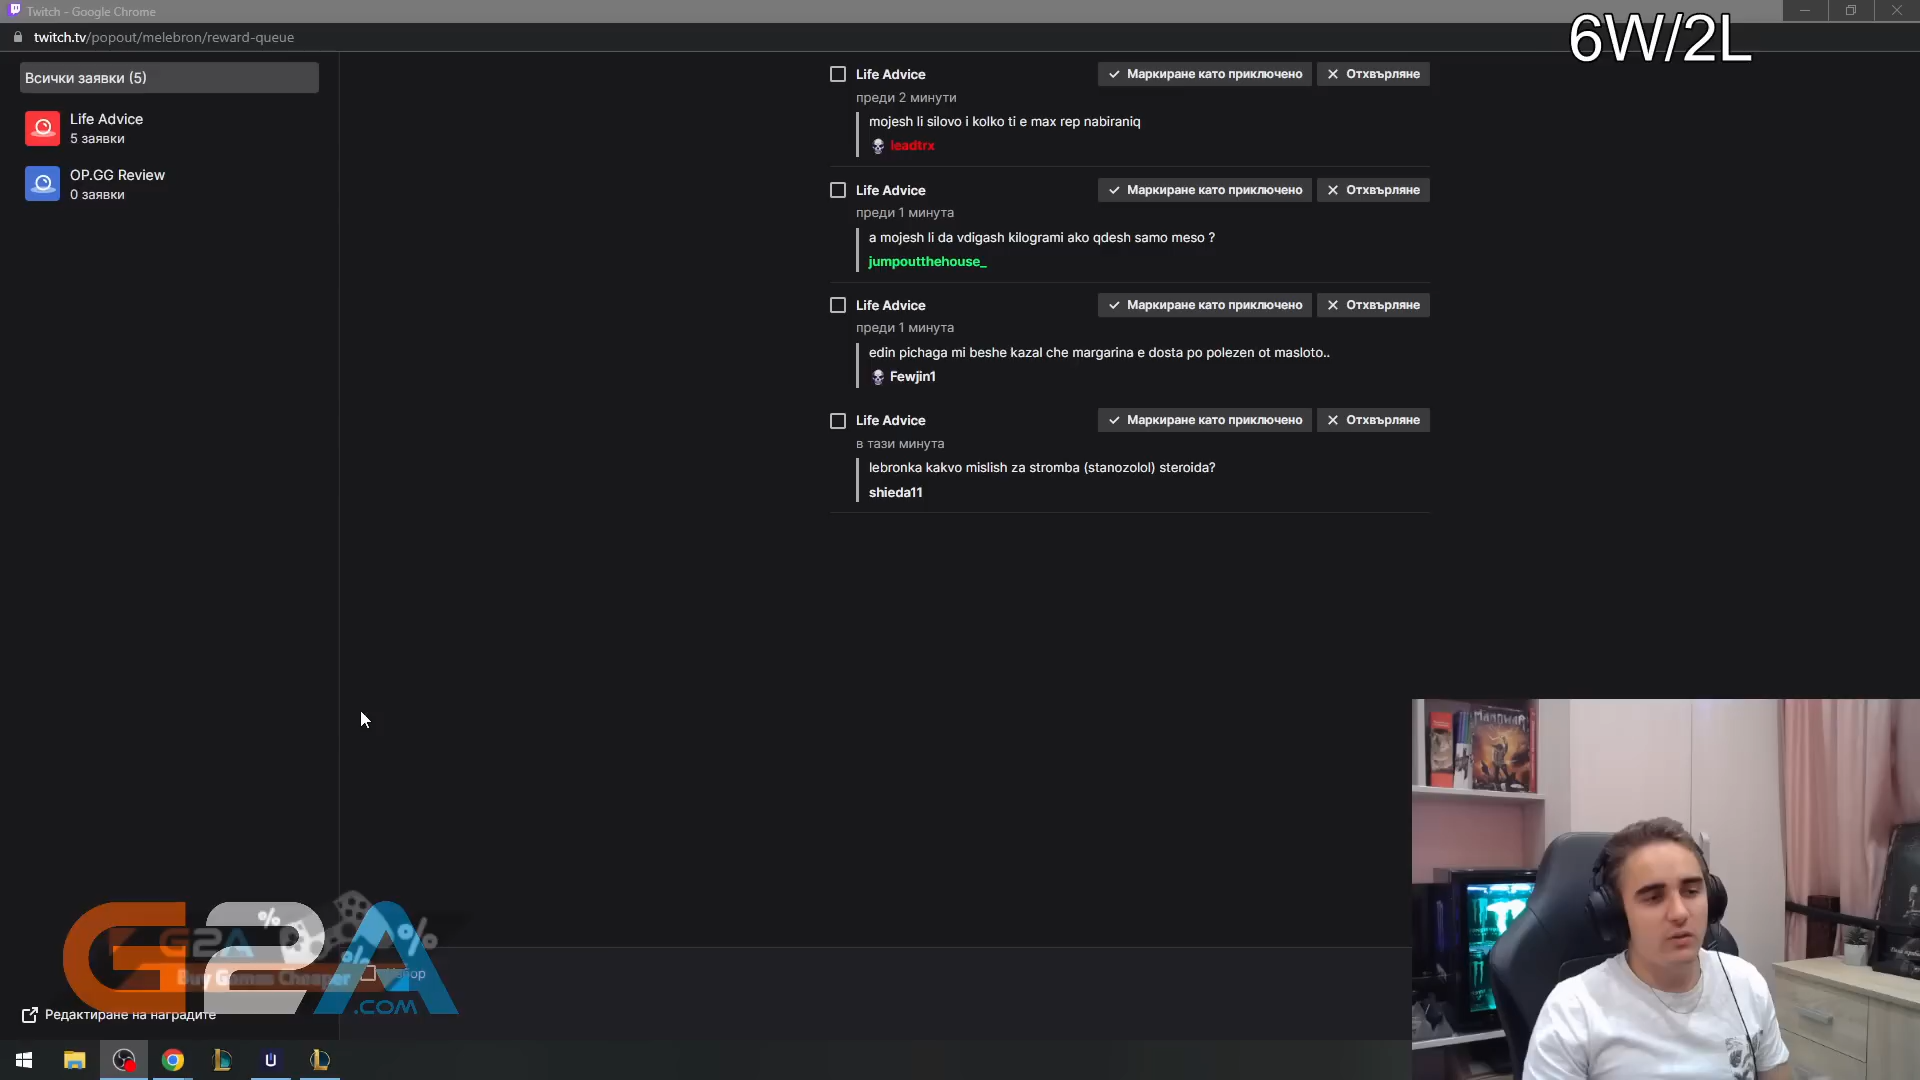 Twitch - Google Chrome
twitch.tv/popout/melebron/reward-queue
6W/2L
Всички заявки (5)
Life Advice
5 заявки
OP.GG Review
0 заявки
Life Advice
Маркиране като приключено
Отхвърляне
преди 2 минути
mojesh li silovo i kolko ti e max rep nabiraniq
leadtrx
Life Advice
Маркиране като приключено
Отхвърляне
преди 1 минута
a mojesh li da vdigash kilogrami ako qdesh samo meso ?
jumpoutthehouse_
Life Advice
Маркиране като приключено
Отхвърляне
преди 1 минута
edin pichaga mi beshe kazal che margarina e dosta po polezen ot masloto..
Fewjin1
Life Advice
Маркиране като приключено
Отхвърляне
в тази минута
lebronka kakvo mislish za stromba (stanozolol) steroida?
shieda11
MANOWAR
G2A
.COM
G2A
Buy Games Cheaper
Редактиране на наградите